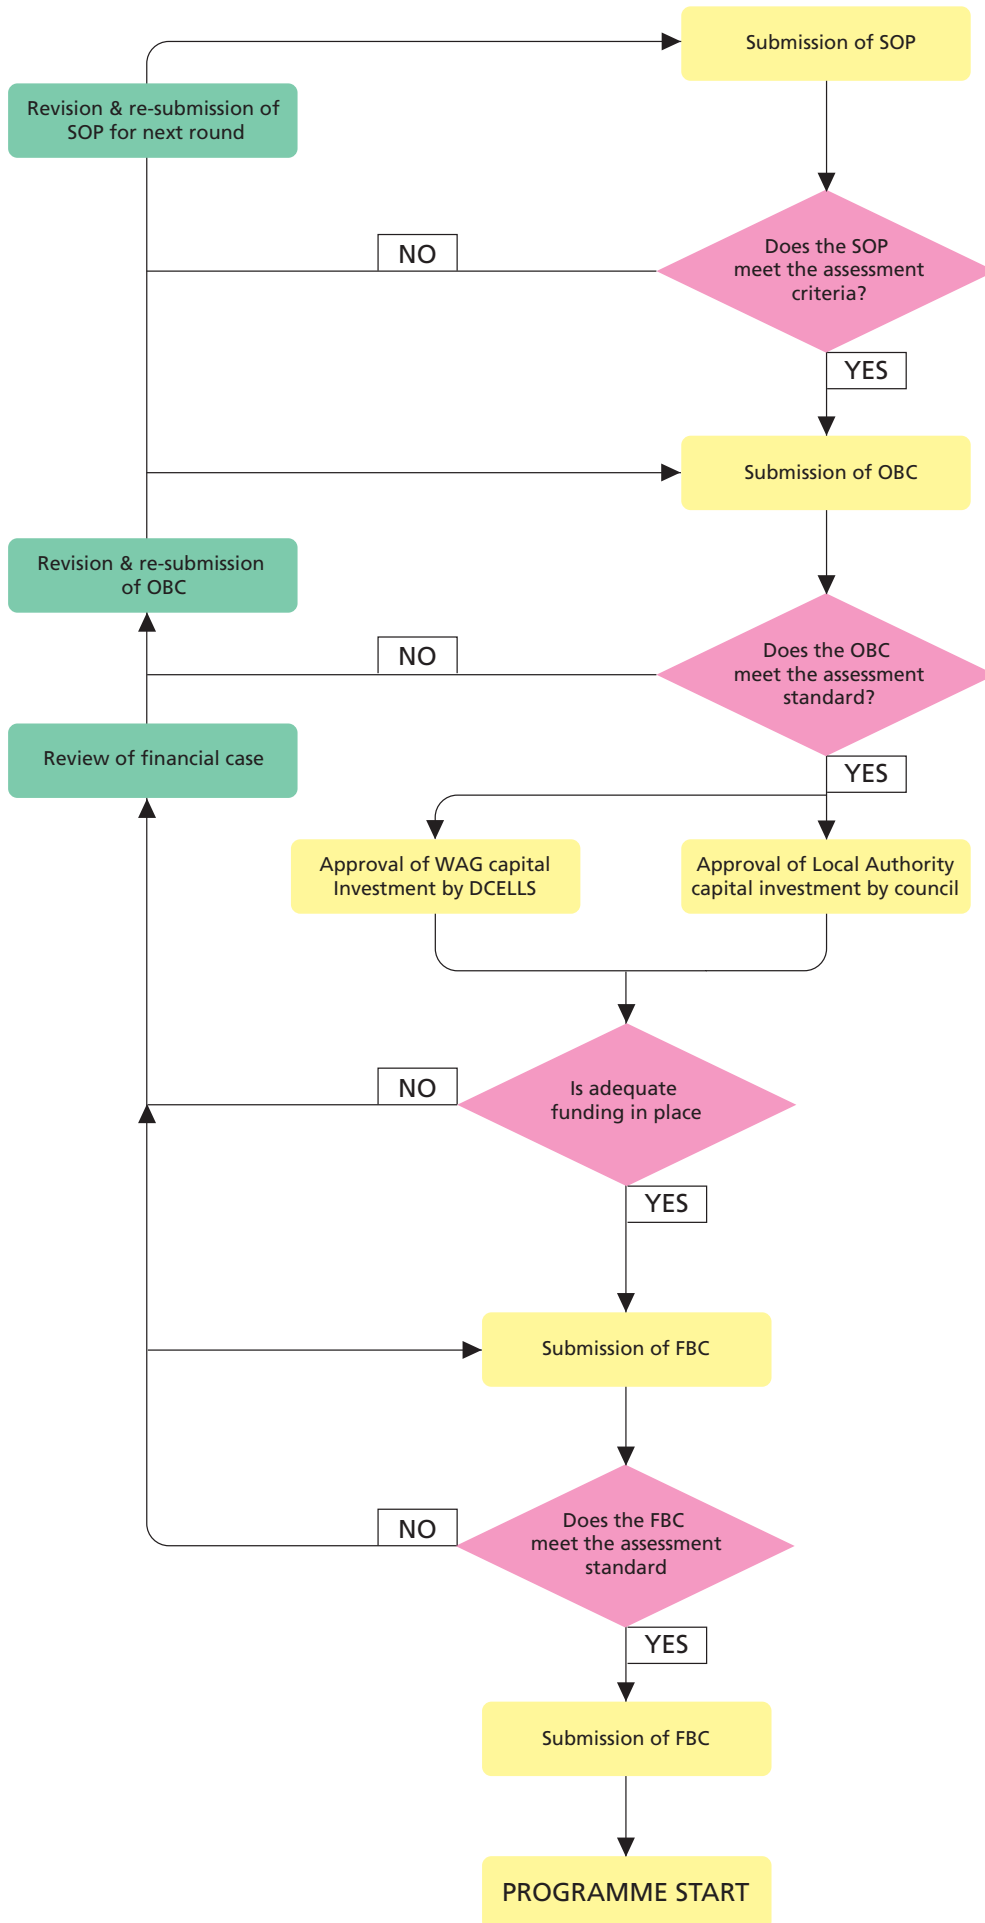 Submission of SOP
Revision & re-submission of
SOP for next round
Does the SOP
meet the assessment
criteria?
NO
YES
Submission of OBC
Revision & re-submission
of OBC
Does the OBC
meet the assessment
standard?
NO
Review of financial case
YES
Approval of WAG capital
Investment by DCELLS
Approval of Local Authority
capital investment by council
Is adequate
funding in place
NO
YES
Submission of FBC
Does the FBC
meet the assessment
standard
NO
YES
Submission of FBC
PROGRAMME START